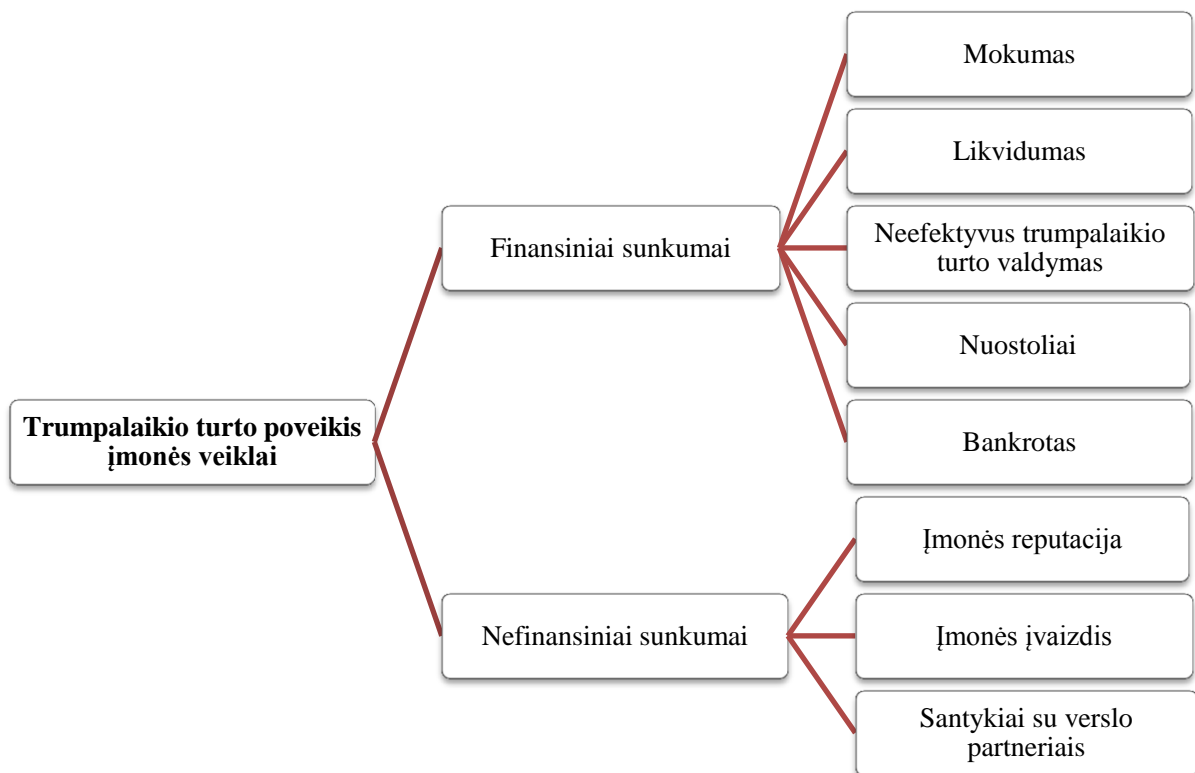 Trumpalaikio turto poveikis
įmonės veiklai
Finansiniai sunkumai
Mokumas
Likvidumas
Neefektyvus trumpalaikio
turto valdymas
Nuostoliai
Bankrotas
Nefinansiniai sunkumai
Įmonės reputacija
Įmonės įvaizdis
Santykiai su verslo
partneriais